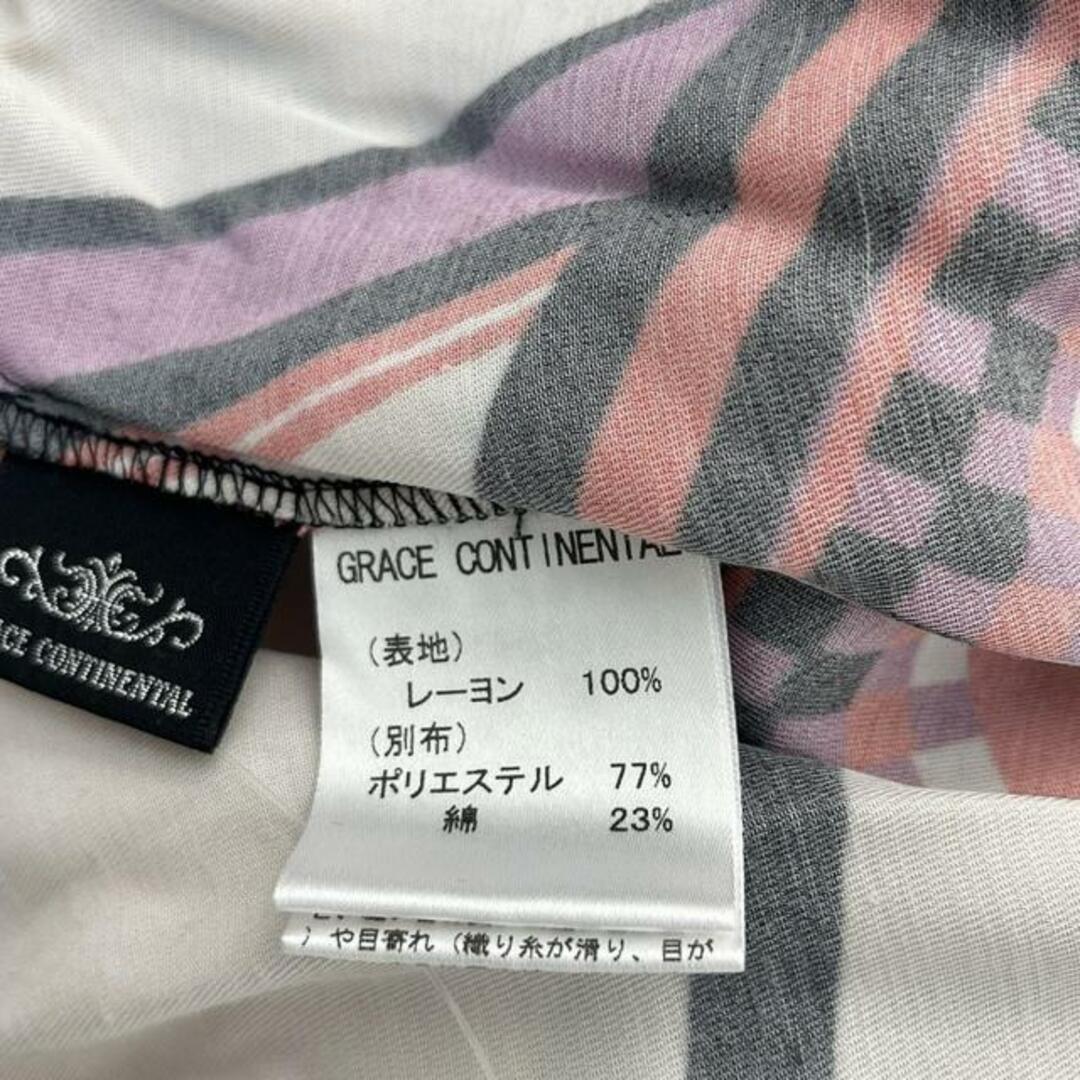 GRACE CONTINENTAL
(表地)
レーヨン 100%
(別布)
ポリエステル 77%
綿 23%
)や目寄れ(織り糸が滑り、目が
CONTINENTAL